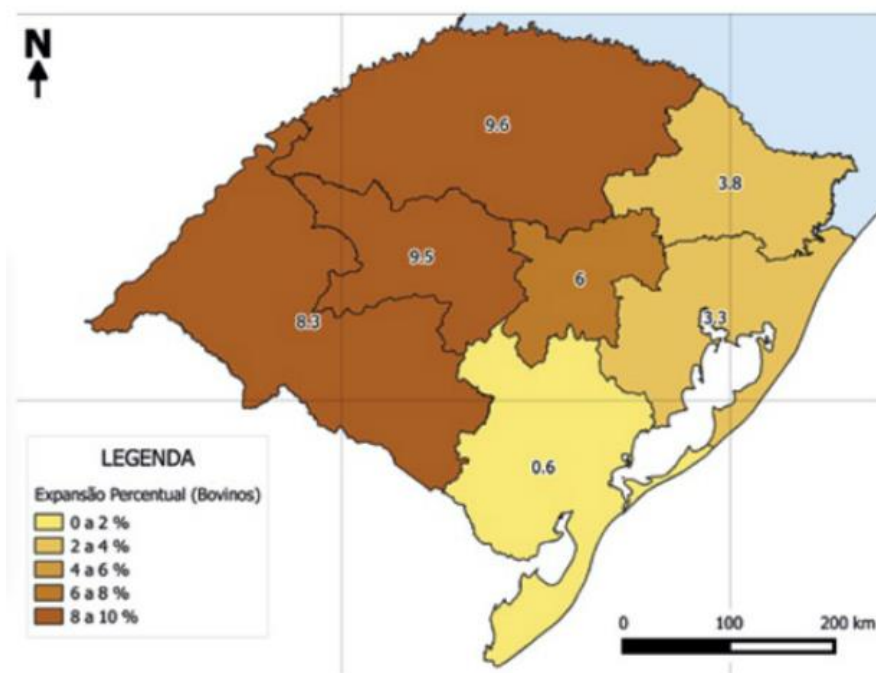 N
9.6
3.8
9.5
6
8.3
3.3
0.6
LEGENDA
Expansão Percentual (Bovinos)
0 a 2 %
2 a 4 %
4 a 6 %
6 a 8 %
8 a 10 %
0 100 200 km